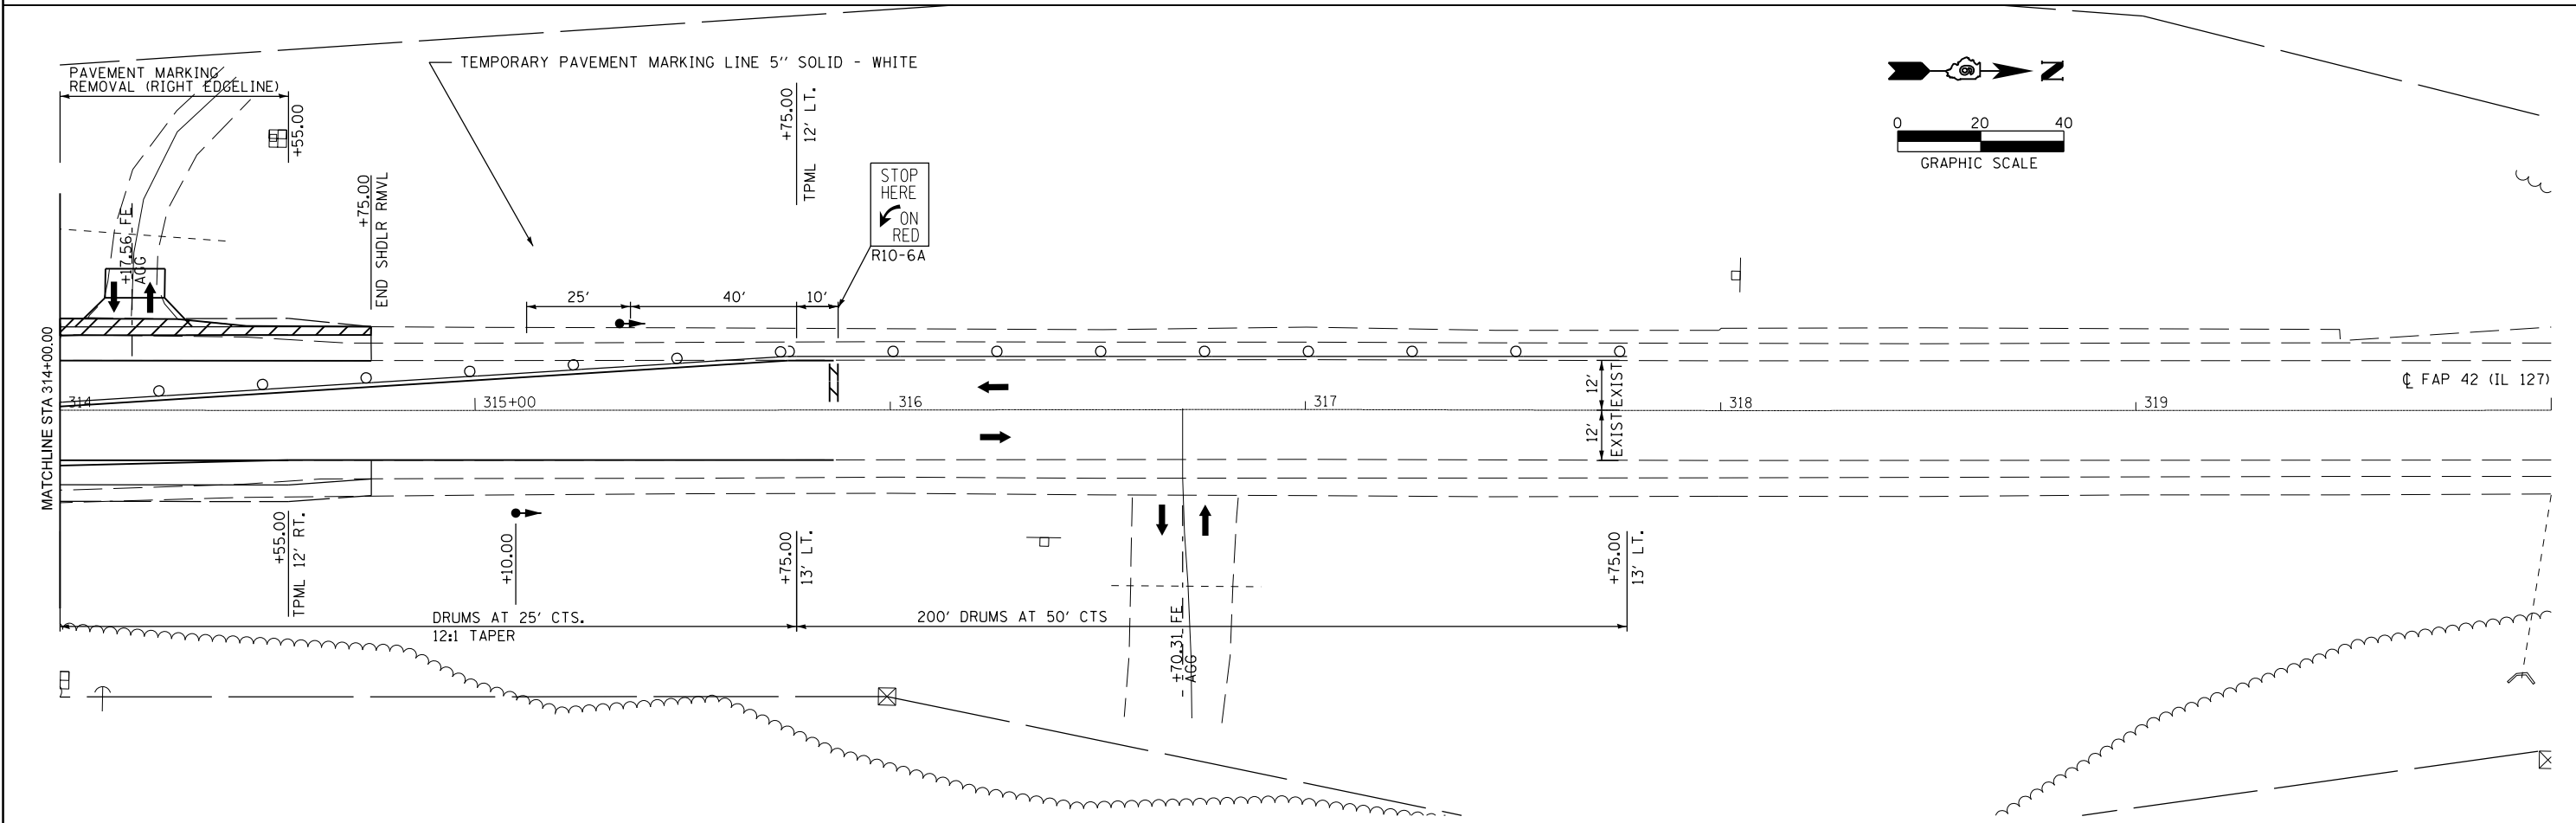 PAVEMENT MARKING
REMOVAL (RIGHT EDGELINE)
+55.00
TEMPORARY PAVEMENT MARKING LINE 5" SOLID - WHITE
+75.00
TPML 12' LT.
N
0 20 40
GRAPHIC SCALE
STOP
HERE
ON
RED
R10-6A
+17.56 FE
AGG
+75.00
END SHDLR RMVL
25' 40' 10'
MATCHLINE STA 314+00.00
314 315+00 316 317 318 319
12' EXIST
12' EXIST
℄ FAP 42 (IL 127)
+55.00
TPML 12' RT.
+10.00
+75.00
13' LT.
+75.00
13' LT.
DRUMS AT 25' CTS.
12:1 TAPER
200' DRUMS AT 50' CTS
+70.31 FE
AGG